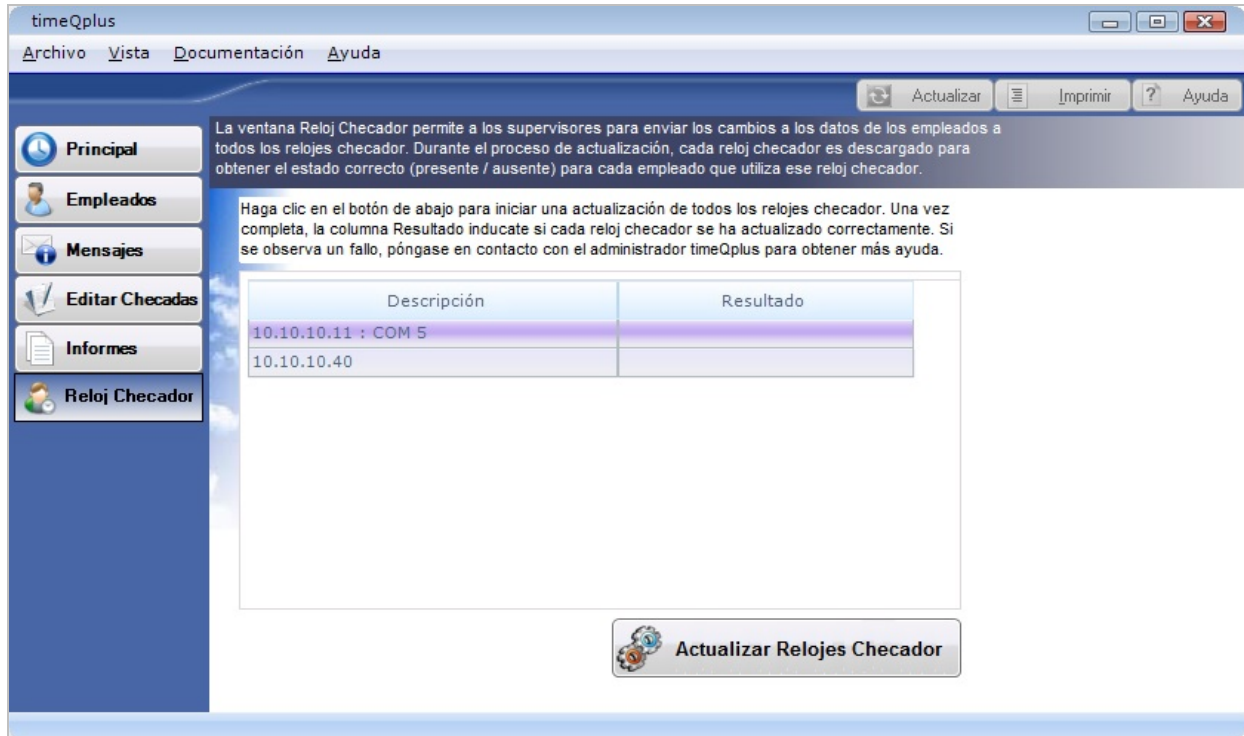 timeQplus
Archivo Vista Documentación Ayuda
Actualizar Imprimir Ayuda
Principal
Empleados
Mensajes
Editar Checadas
Informes
Reloj Checador
La ventana Reloj Checador permite a los supervisores para enviar los cambios a los datos de los empleados a
todos los relojes checador. Durante el proceso de actualización, cada reloj checador es descargado para
obtener el estado correcto (presente / ausente) para cada empleado que utiliza ese reloj checador.
Haga clic en el botón de abajo para iniciar una actualización de todos los relojes checador. Una vez
completa, la columna Resultado inducate si cada reloj checador se ha actualizado correctamente. Si
se observa un fallo, póngase en contacto con el administrador timeQplus para obtener más ayuda.
Descripción Resultado
10.10.10.11 : COM 5
10.10.10.40
Actualizar Relojes Checador